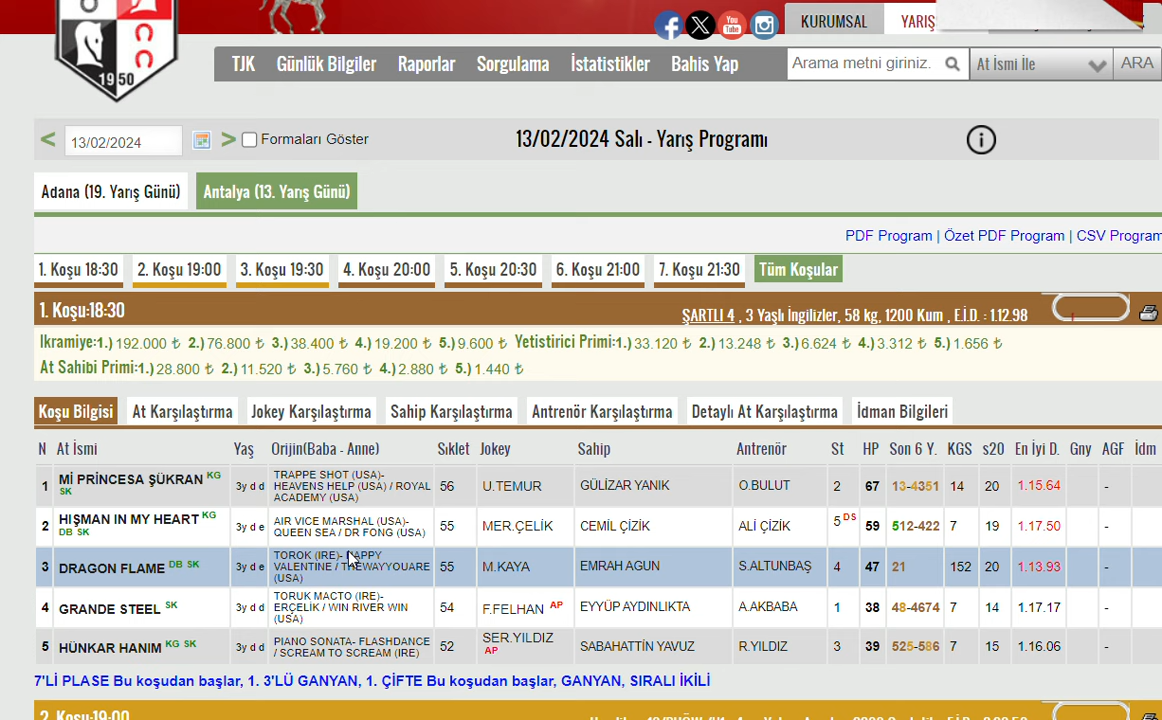 KURUMSAL YARIŞ
1950
TJK Günlük Bilgiler Raporlar Sorgulama İstatistikler Bahis Yap Arama metni giriniz. At İsmi İle ARA
< 13/02/2024 > Formaları Göster 13/02/2024 Salı - Yarış Programı
Adana (19. Yarış Günü) Antalya (13. Yarış Günü)
PDF Program | Özet PDF Program | CSV Program
1. Koşu 18:30 2. Koşu 19:00 3. Koşu 19:30 4. Koşu 20:00 5. Koşu 20:30 6. Koşu 21:00 7. Koşu 21:30 Tüm Koşular
1. Koşu:18:30 ŞARTLI 4 , 3 Yaşlı İngilizler, 58 kg, 1200 Kum , E.İ.D. : 1.12.98
Ikramiye:1.) 192.000 ₺ 2.) 76.800 ₺ 3.) 38.400 ₺ 4.) 19.200 ₺ 5.) 9.600 ₺ Yetistirici Primi:1.) 33.120 ₺ 2.) 13.248 ₺ 3.) 6.624 ₺ 4.) 3.312 ₺ 5.) 1.656 ₺
At Sahibi Primi:1.) 28.800 ₺ 2.) 11.520 ₺ 3.) 5.760 ₺ 4.) 2.880 ₺ 5.) 1.440 ₺
Koşu Bilgisi At Karşılaştırma Jokey Karşılaştırma Sahip Karşılaştırma Antrenör Karşılaştırma Detaylı At Karşılaştırma İdman Bilgileri
N At İsmi Yaş Orijin(Baba - Anne) Sıklet Jokey Sahip Antrenör St HP Son 6 Y. KGS s20 En İyi D. Gny AGF İdm
1 Mİ PRİNCESA ŞÜKRAN KG SK 3y d d TRAPPE SHOT (USA)- HEAVENS HELP (USA) / ROYAL ACADEMY (USA) 56 U.TEMUR GÜLİZAR YANIK O.BULUT 2 67 13-4351 14 20 1.15.64 -
2 HIŞMAN IN MY HEART KG DB SK 3y d e AIR VICE MARSHAL (USA)- QUEEN SEA / DR FONG (USA) 55 MER.ÇELİK CEMİL ÇİZİK ALİ ÇİZİK 5 DS 59 512-422 7 19 1.17.50 -
3 DRAGON FLAME DB SK 3y d e TOROK (IRE)- HAPPY VALENTINE / THEWAYYOUARE (USA) 55 M.KAYA EMRAH AGUN S.ALTUNBAŞ 4 47 21 152 20 1.13.93 -
4 GRANDE STEEL SK 3y d d TORUK MACTO (IRE)- ERÇELİK / WIN RIVER WIN (USA) 54 F.FELHAN AP EYYÜP AYDINLIKTA A.AKBABA 1 38 48-4674 7 14 1.17.17 -
5 HÜNKAR HANIM KG SK 3y d d PIANO SONATA- FLASHDANCE / SCREAM TO SCREAM (IRE) 52 SER.YILDIZ AP SABAHATTİN YAVUZ R.YILDIZ 3 39 525-586 7 15 1.16.06 -
7'Lİ PLASE Bu koşudan başlar, 1. 3'LÜ GANYAN, 1. ÇİFTE Bu koşudan başlar, GANYAN, SIRALI İKİLİ
2. Koşu:19:00